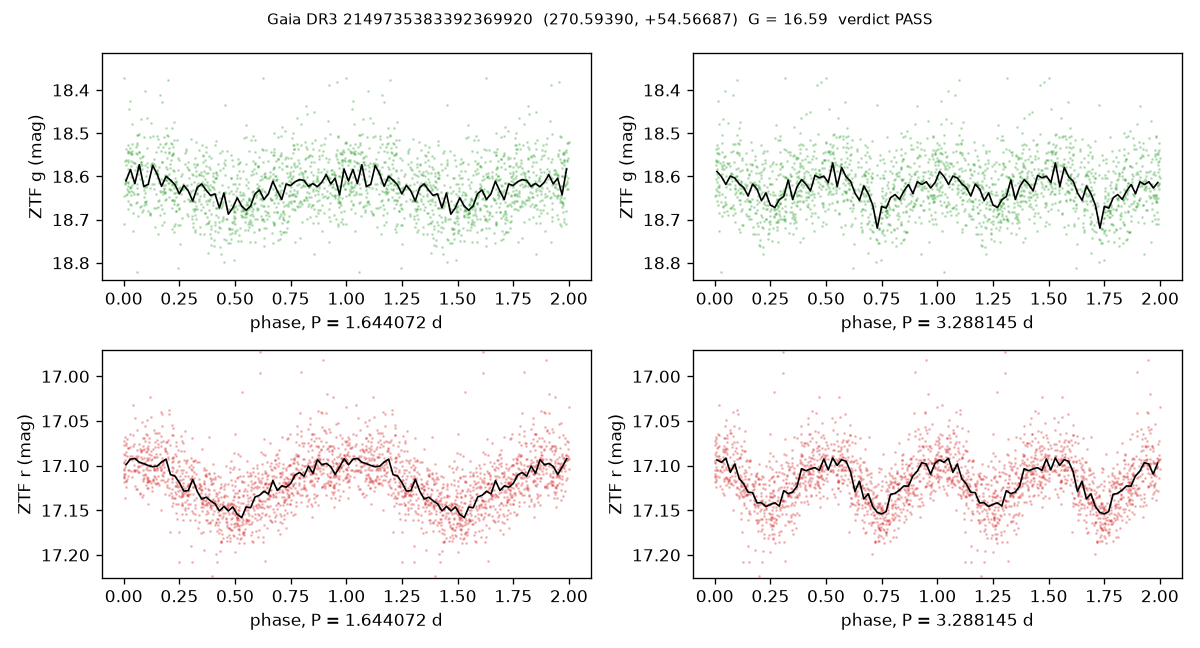 Gaia DR3 2149735383392369920 (270.59390, +54.56687) G = 16.59 verdict PASS
ZTF g (mag)
18.4
18.5
18.6
18.7
18.8
0.00 0.25 0.50 0.75 1.00 1.25 1.50 1.75 2.00
phase, P = 1.644072 d
ZTF g (mag)
18.4
18.5
18.6
18.7
18.8
0.00 0.25 0.50 0.75 1.00 1.25 1.50 1.75 2.00
phase, P = 3.288145 d
ZTF r (mag)
17.00
17.05
17.10
17.15
17.20
0.00 0.25 0.50 0.75 1.00 1.25 1.50 1.75 2.00
phase, P = 1.644072 d
ZTF r (mag)
17.00
17.05
17.10
17.15
17.20
0.00 0.25 0.50 0.75 1.00 1.25 1.50 1.75 2.00
phase, P = 3.288145 d